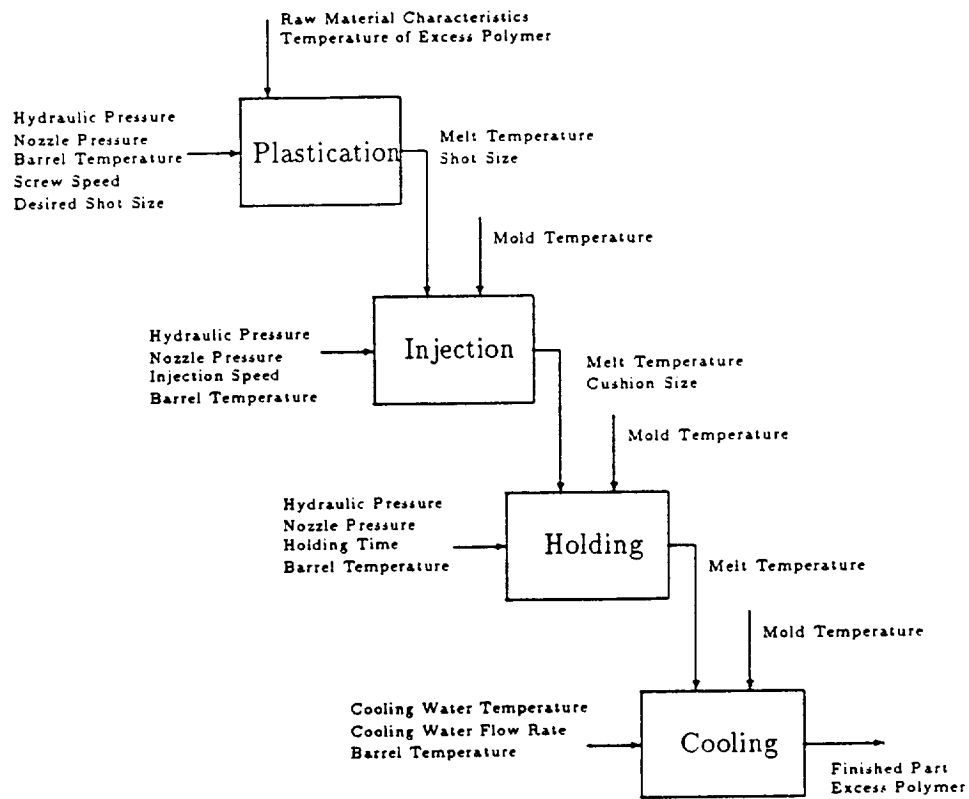 Raw Material Characteristics
Temperature of Excess Polymer
Hydraulic Pressure
Nozzle Pressure
Barrel Temperature
Screw Speed
Desired Shot Size
Plastication
Melt Temperature
Shot Size
Mold Temperature
Hydraulic Pressure
Nozzle Pressure
Injection Speed
Barrel Temperature
Injection
Melt Temperature
Cushion Size
Mold Temperature
Hydraulic Pressure
Nozzle Pressure
Holding Time
Barrel Temperature
Holding
Melt Temperature
Mold Temperature
Cooling Water Temperature
Cooling Water Flow Rate
Barrel Temperature
Cooling
Finished Part
Excess Polymer